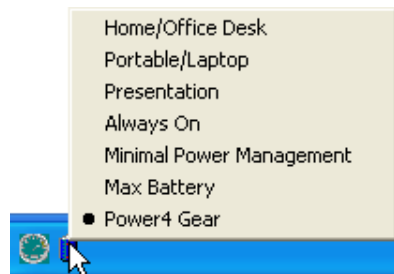 Home/Office Desk
Portable/Laptop
Presentation
Always On
Minimal Power Management
Max Battery
Power4 Gear